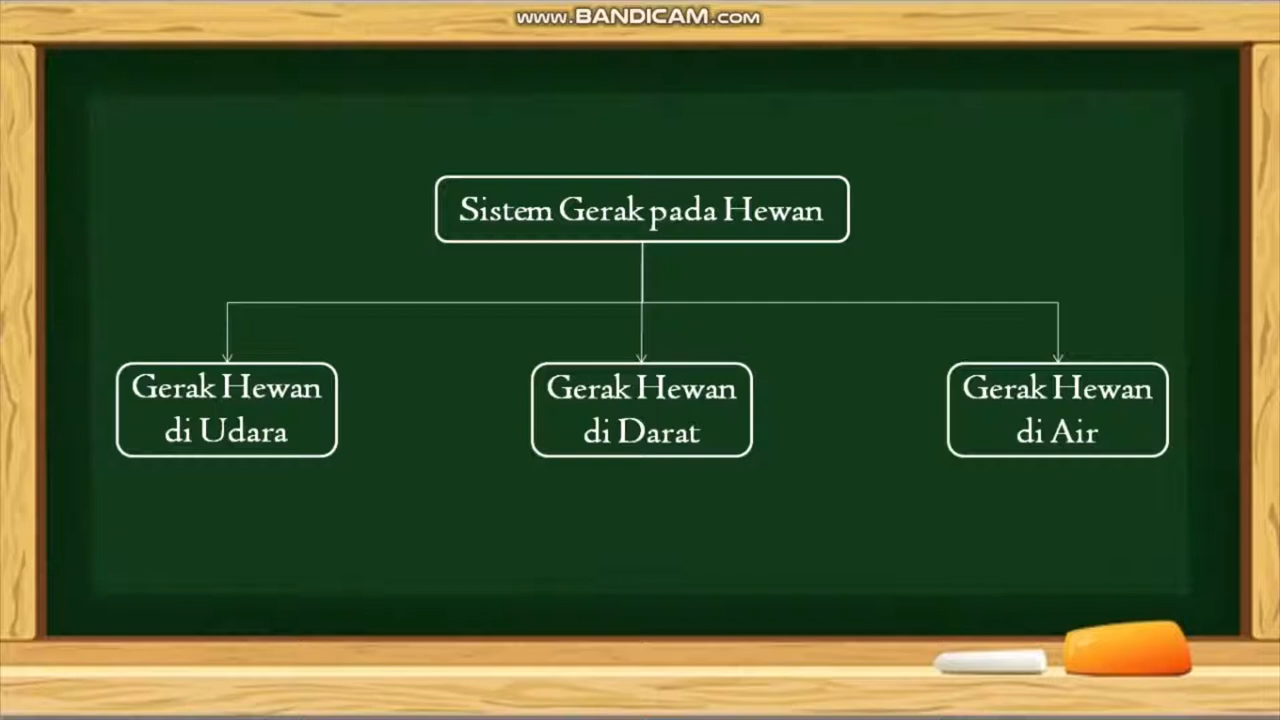 www.BANDICAM.com
Sistem Gerak pada Hewan
Gerak Hewan
di Udara
Gerak Hewan
di Darat
Gerak Hewan
di Air